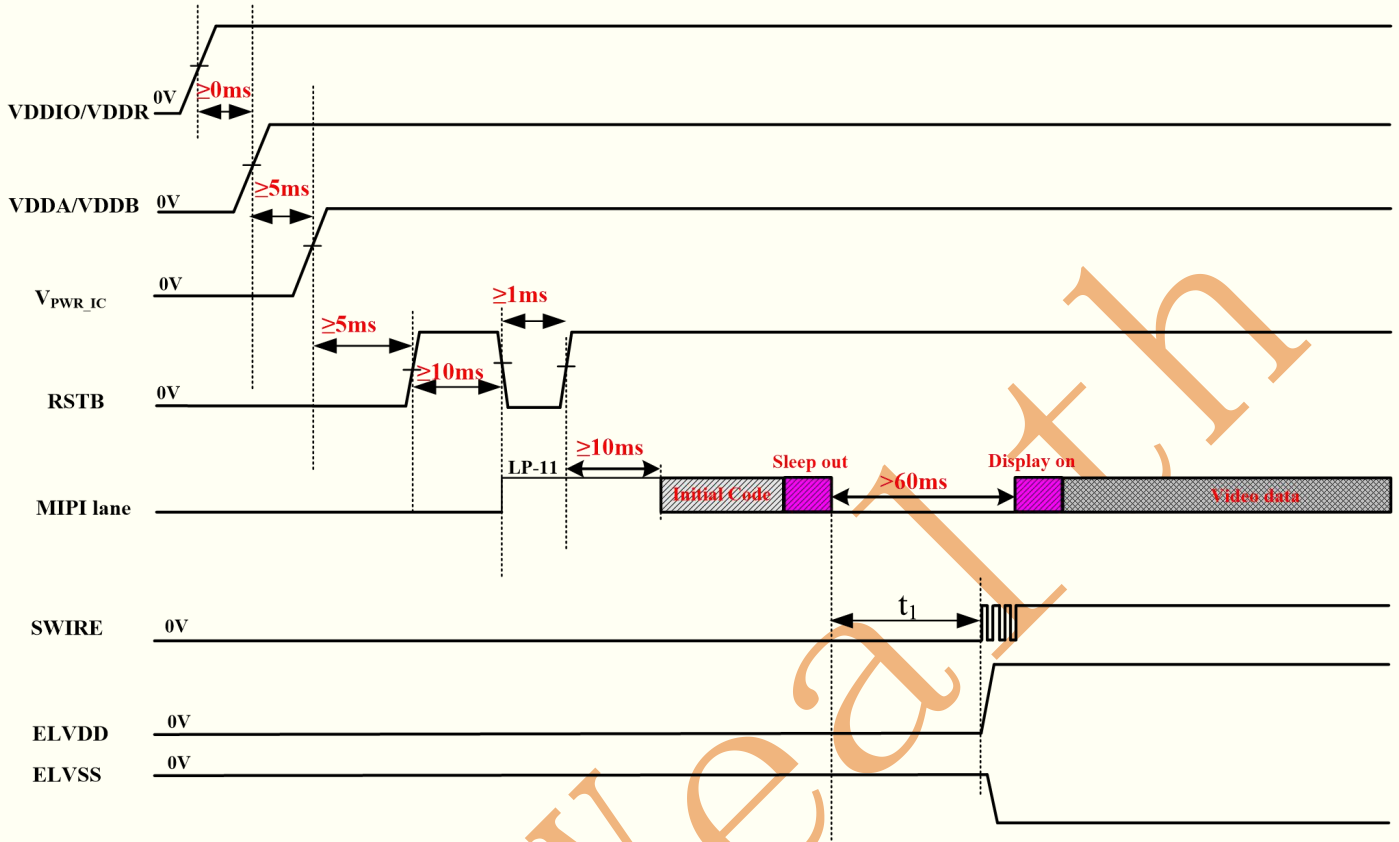 ≥0ms
0V
VDDIO/VDDR
≥5ms
0V
VDDA/VDDB
0V
VPWR_IC
≥1ms
≥5ms
≥10ms
0V
RSTB
≥10ms
LP-11
Sleep out
Display on
>60ms
Initial Code
Video data
MIPI lane
t1
SWIRE
0V
0V
ELVDD
0V
ELVSS